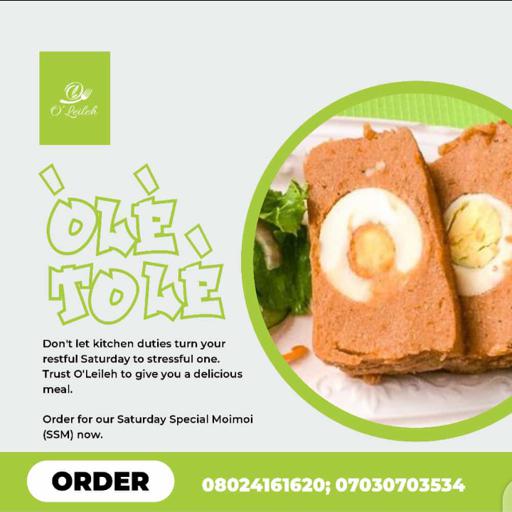 O'Leileh
ÒLÈ
TÓLÈ
Don't let kitchen duties turn your
restful Saturday to stressful one.
Trust O'Leileh to give you a delicious
meal.
Order for our Saturday Special Moimoi
(SSM) now.
ORDER
08024161620; 07030703534